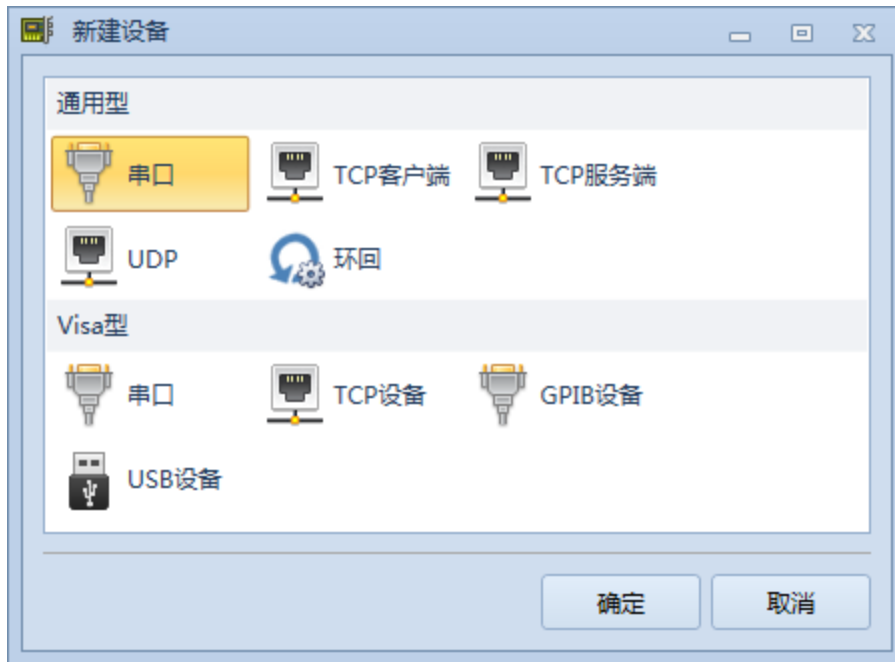 新建设备
通用型
串口 TCP客户端 TCP服务端
UDP 环回
Visa型
串口 TCP设备 GPIB设备
USB设备
确定 取消